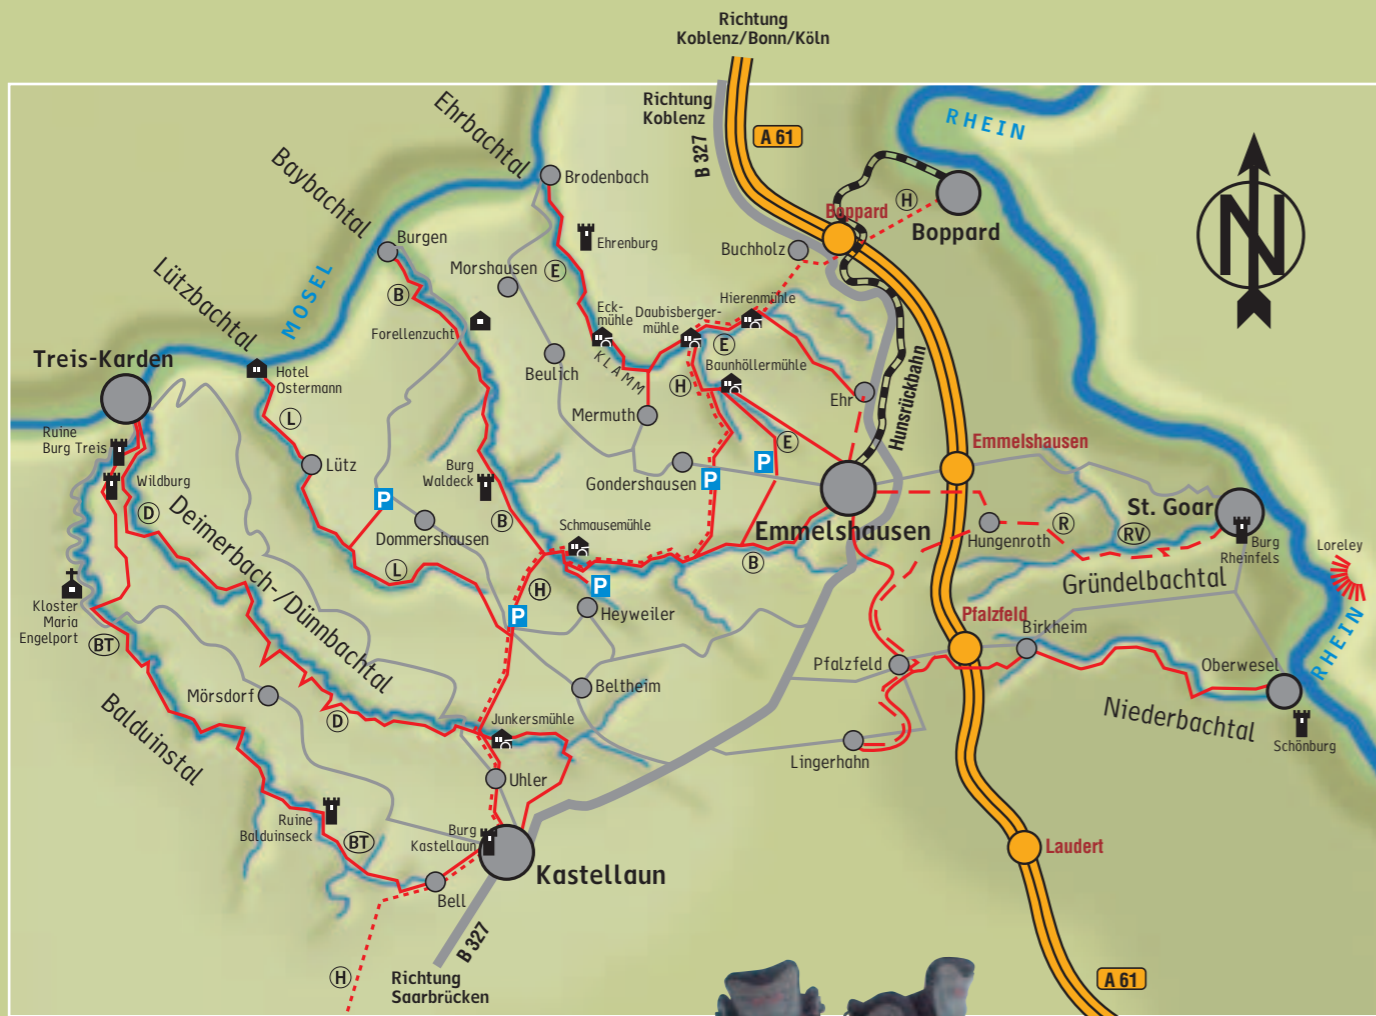 Richtung
Koblenz/Bonn/Köln
Richtung
Koblenz
B 327
A 61
RHEIN
Ehrbachtal
Baybachtal
Lützbachtal
MOSEL
Brodenbach
Ehrenburg
E
Burgen
B
Morshausen
Forellenzucht
Beulich
Eck-
mühle
KLAMM
Daubisberger-
mühle
Hierenmühle
E
Baunhöllermühle
H
Mermuth
Buchholz
Boppard
H
Boppard
Ehr
Hunsrückbahn
N
Treis-Karden
Hotel
Ostermann
L
Lütz
Ruine
Burg Treis
Wildburg
D
Deimerbach-/Dünnbachtal
P
Dommershausen
L
Burg
Waldeck
B
Schmausemühle
Gondershausen
P
P
E
Emmelshausen
Emmelshausen
B
H
P
P
Heyweiler
Hungenroth
R
RV
St. Goar
Burg
Rheinfels
Loreley
RHEIN
Gründelbachtal
Pfalzfeld
Birkheim
Pfalzfeld
Oberwesel
Niederbachtal
Schönburg
Lingerhahn
Kloster
Maria
Engelport
BT
Balduinstal
Mörsdorf
D
Beltheim
Junkersmühle
Uhler
Ruine
Balduinseck
BT
Burg
Kastellaun
Kastellaun
Bell
H
B 327
Richtung
Saarbrücken
Laudert
A 61